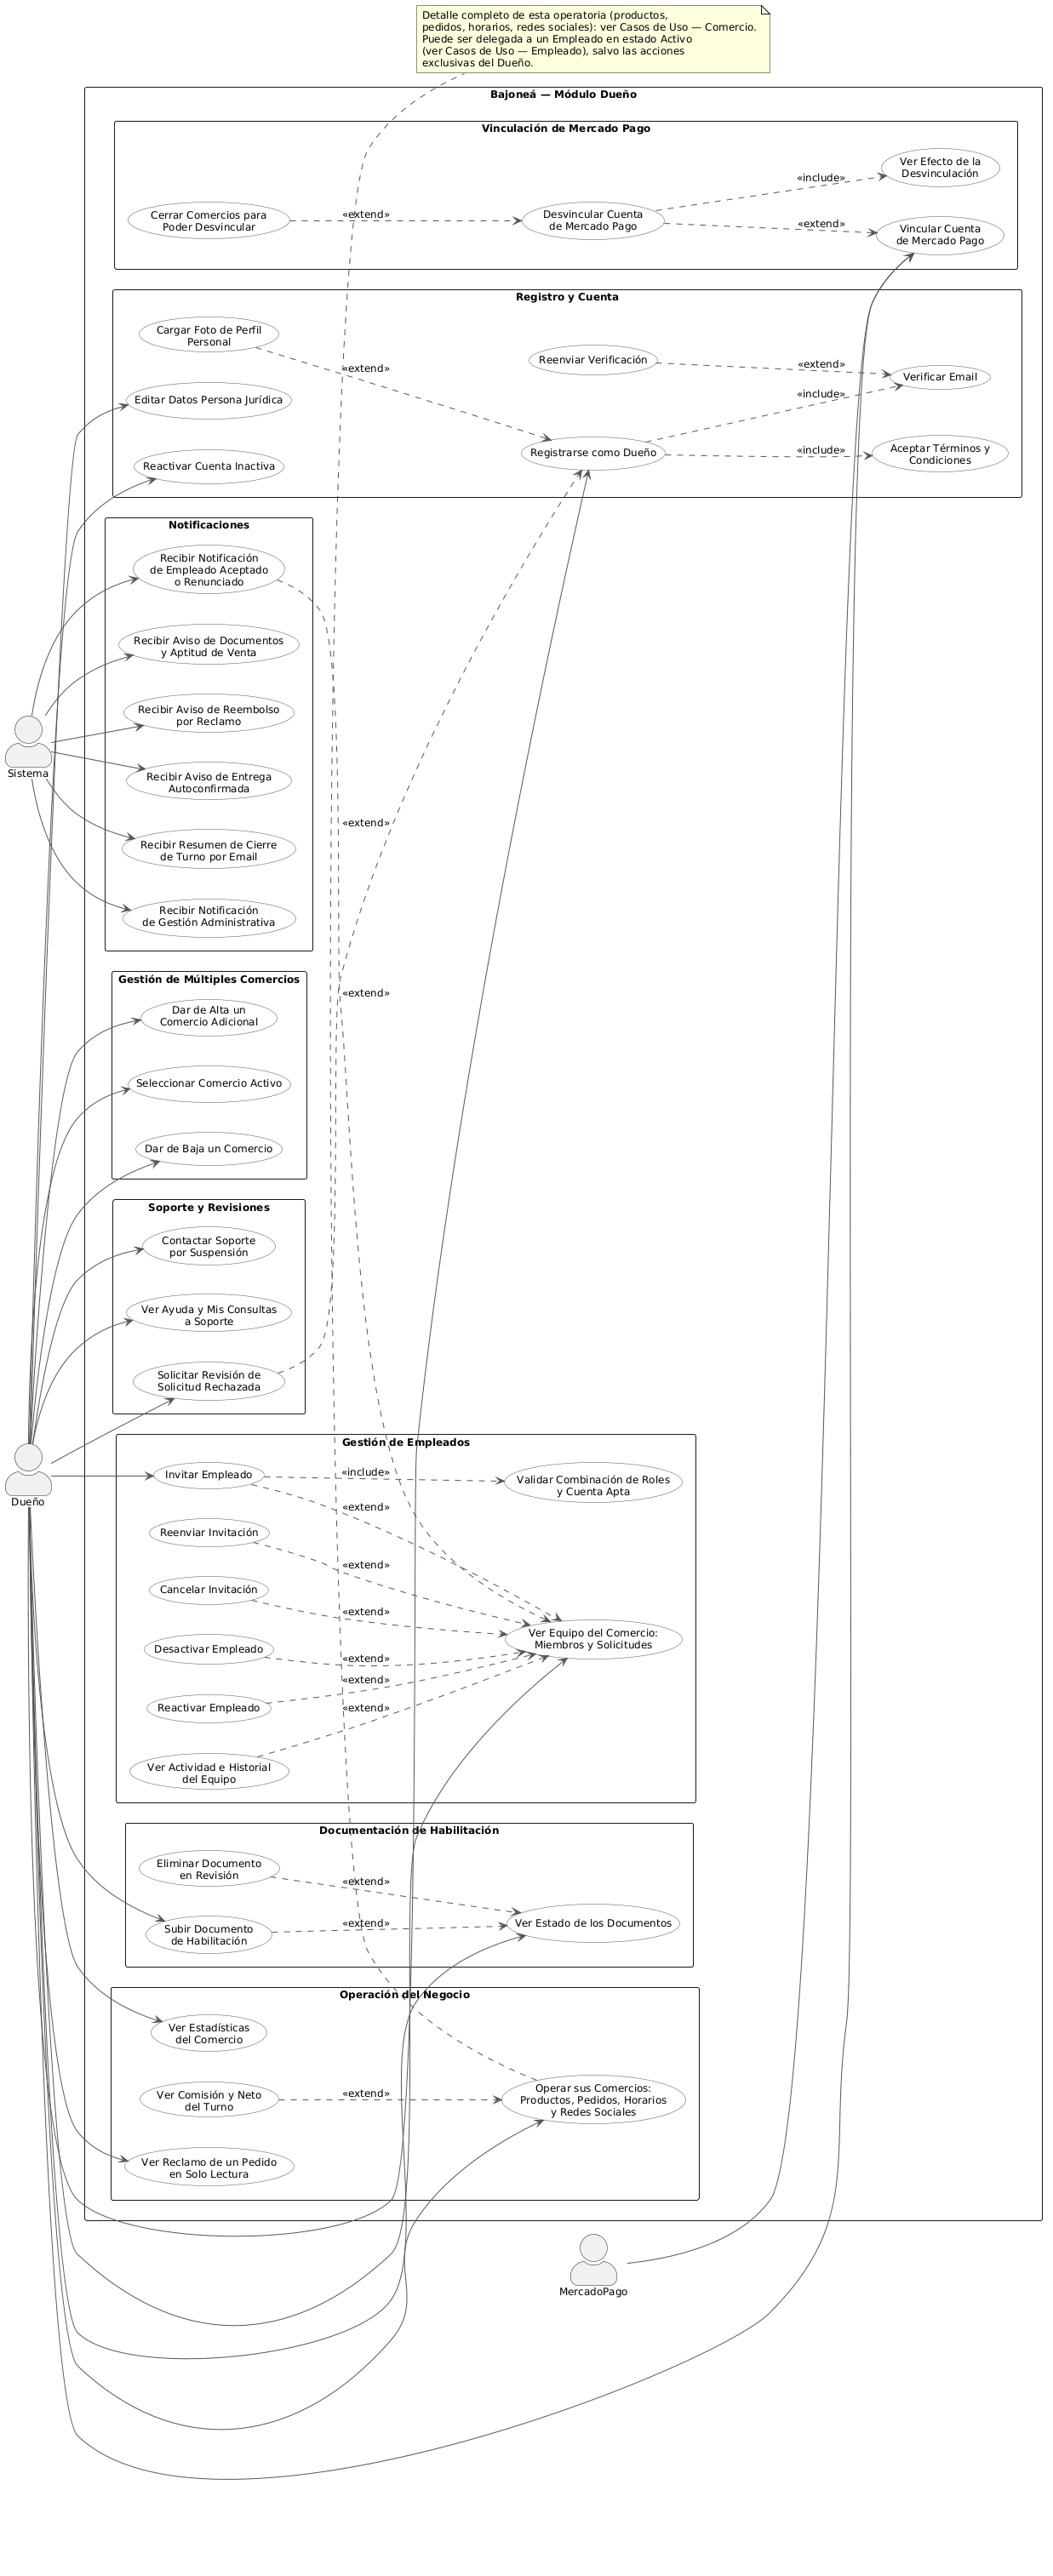 Detalle completo de esta operatoria (productos,
pedidos, horarios, redes sociales): ver Casos de Uso — Comercio.
Puede ser delegada a un Empleado en estado Activo
(ver Casos de Uso — Empleado), salvo las acciones
exclusivas del Dueño.
Bajoneá — Módulo Dueño
Vinculación de Mercado Pago
Ver Efecto de la
Desvinculación
«include»
Cerrar Comercios para
Poder Desvincular
«extend»
Desvincular Cuenta
de Mercado Pago
«extend»
Vincular Cuenta
de Mercado Pago
Registro y Cuenta
Cargar Foto de Perfil
Personal
«extend»
Reenviar Verificación
«extend»
Verificar Email
«include»
Editar Datos Persona Jurídica
Registrarse como Dueño
«include»
Aceptar Términos y
Condiciones
Reactivar Cuenta Inactiva
Notificaciones
Recibir Notificación
de Empleado Aceptado
o Renunciado
Recibir Aviso de Documentos
y Aptitud de Venta
Recibir Aviso de Reembolso
por Reclamo
Sistema
Recibir Aviso de Entrega
Autoconfirmada
«extend»
Recibir Resumen de Cierre
de Turno por Email
Recibir Notificación
de Gestión Administrativa
Gestión de Múltiples Comercios
«extend»
Dar de Alta un
Comercio Adicional
Seleccionar Comercio Activo
Dar de Baja un Comercio
Soporte y Revisiones
Contactar Soporte
por Suspensión
Ver Ayuda y Mis Consultas
a Soporte
Solicitar Revisión de
Solicitud Rechazada
Gestión de Empleados
Dueño
Invitar Empleado
«include»
Validar Combinación de Roles
y Cuenta Apta
«extend»
Reenviar Invitación
«extend»
Cancelar Invitación
«extend»
Ver Equipo del Comercio:
Miembros y Solicitudes
Desactivar Empleado
«extend»
Reactivar Empleado
«extend»
«extend»
Ver Actividad e Historial
del Equipo
Documentación de Habilitación
Eliminar Documento
en Revisión
«extend»
Subir Documento
de Habilitación
«extend»
Ver Estado de los Documentos
Operación del Negocio
Ver Estadísticas
del Comercio
Ver Comisión y Neto
del Turno
«extend»
Operar sus Comercios:
Productos, Pedidos, Horarios
y Redes Sociales
Ver Reclamo de un Pedido
en Solo Lectura
MercadoPago